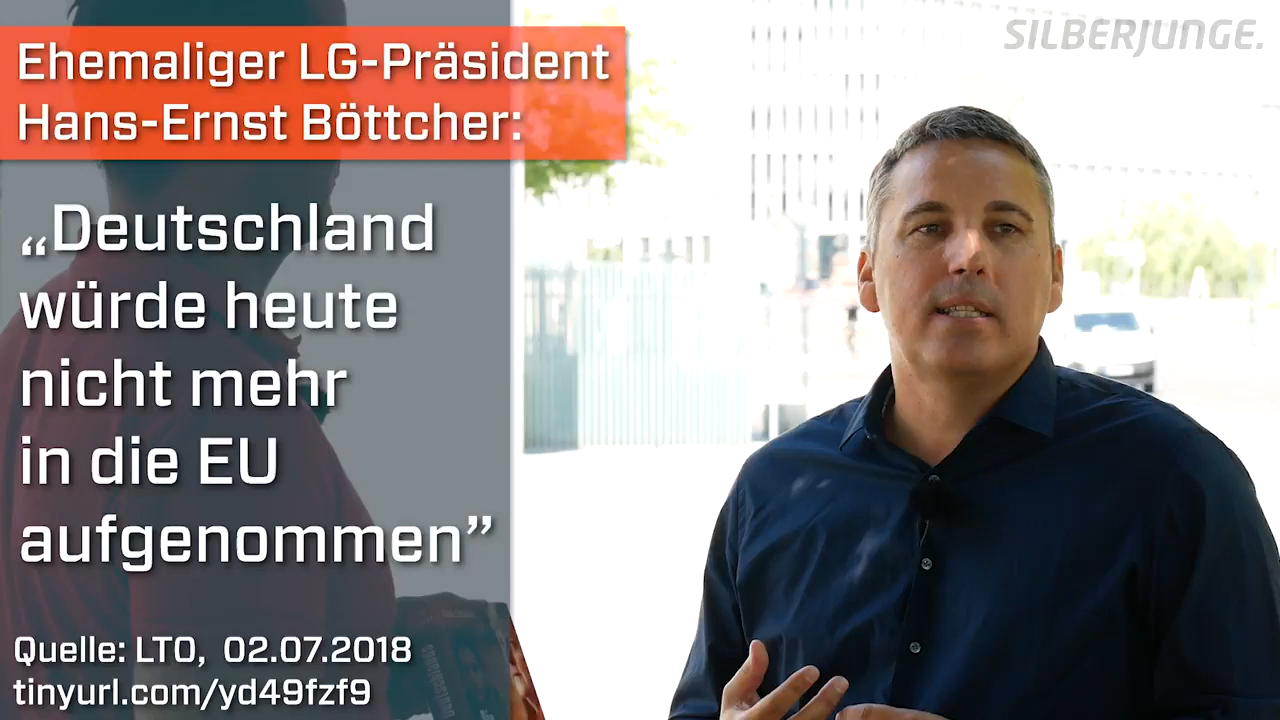 SILBERJUNGE.
Ehemaliger LG-Präsident
Hans-Ernst Böttcher:
„Deutschland
würde heute
nicht mehr
in die EU
aufgenommen”
Quelle: LTO, 02.07.2018
tinyurl.com/yd49fzf9